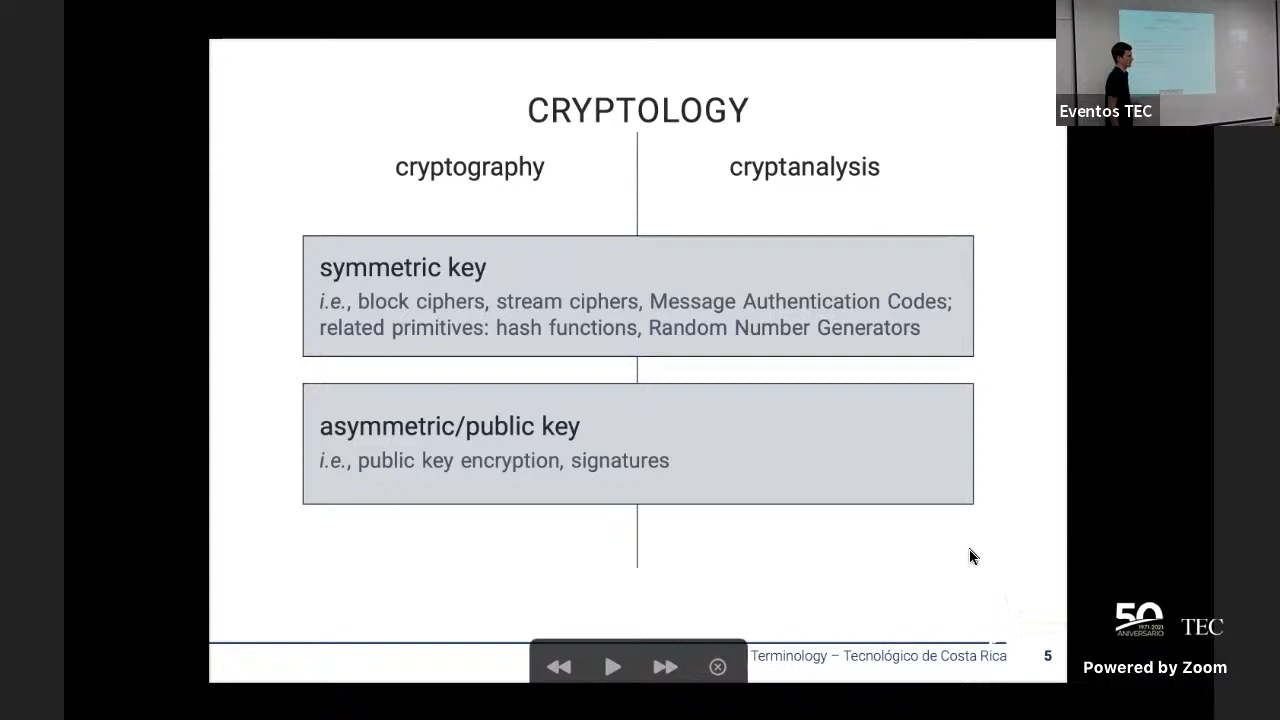 CRYPTOLOGY
cryptography
cryptanalysis
symmetric key
i.e., block ciphers, stream ciphers, Message Authentication Codes;
related primitives: hash functions, Random Number Generators
asymmetric/public key
i.e., public key encryption, signatures
Terminology – Tecnológico de Costa Rica
5
Eventos TEC
50
1971-2021
ANIVERSARIO
TEC
Powered by Zoom